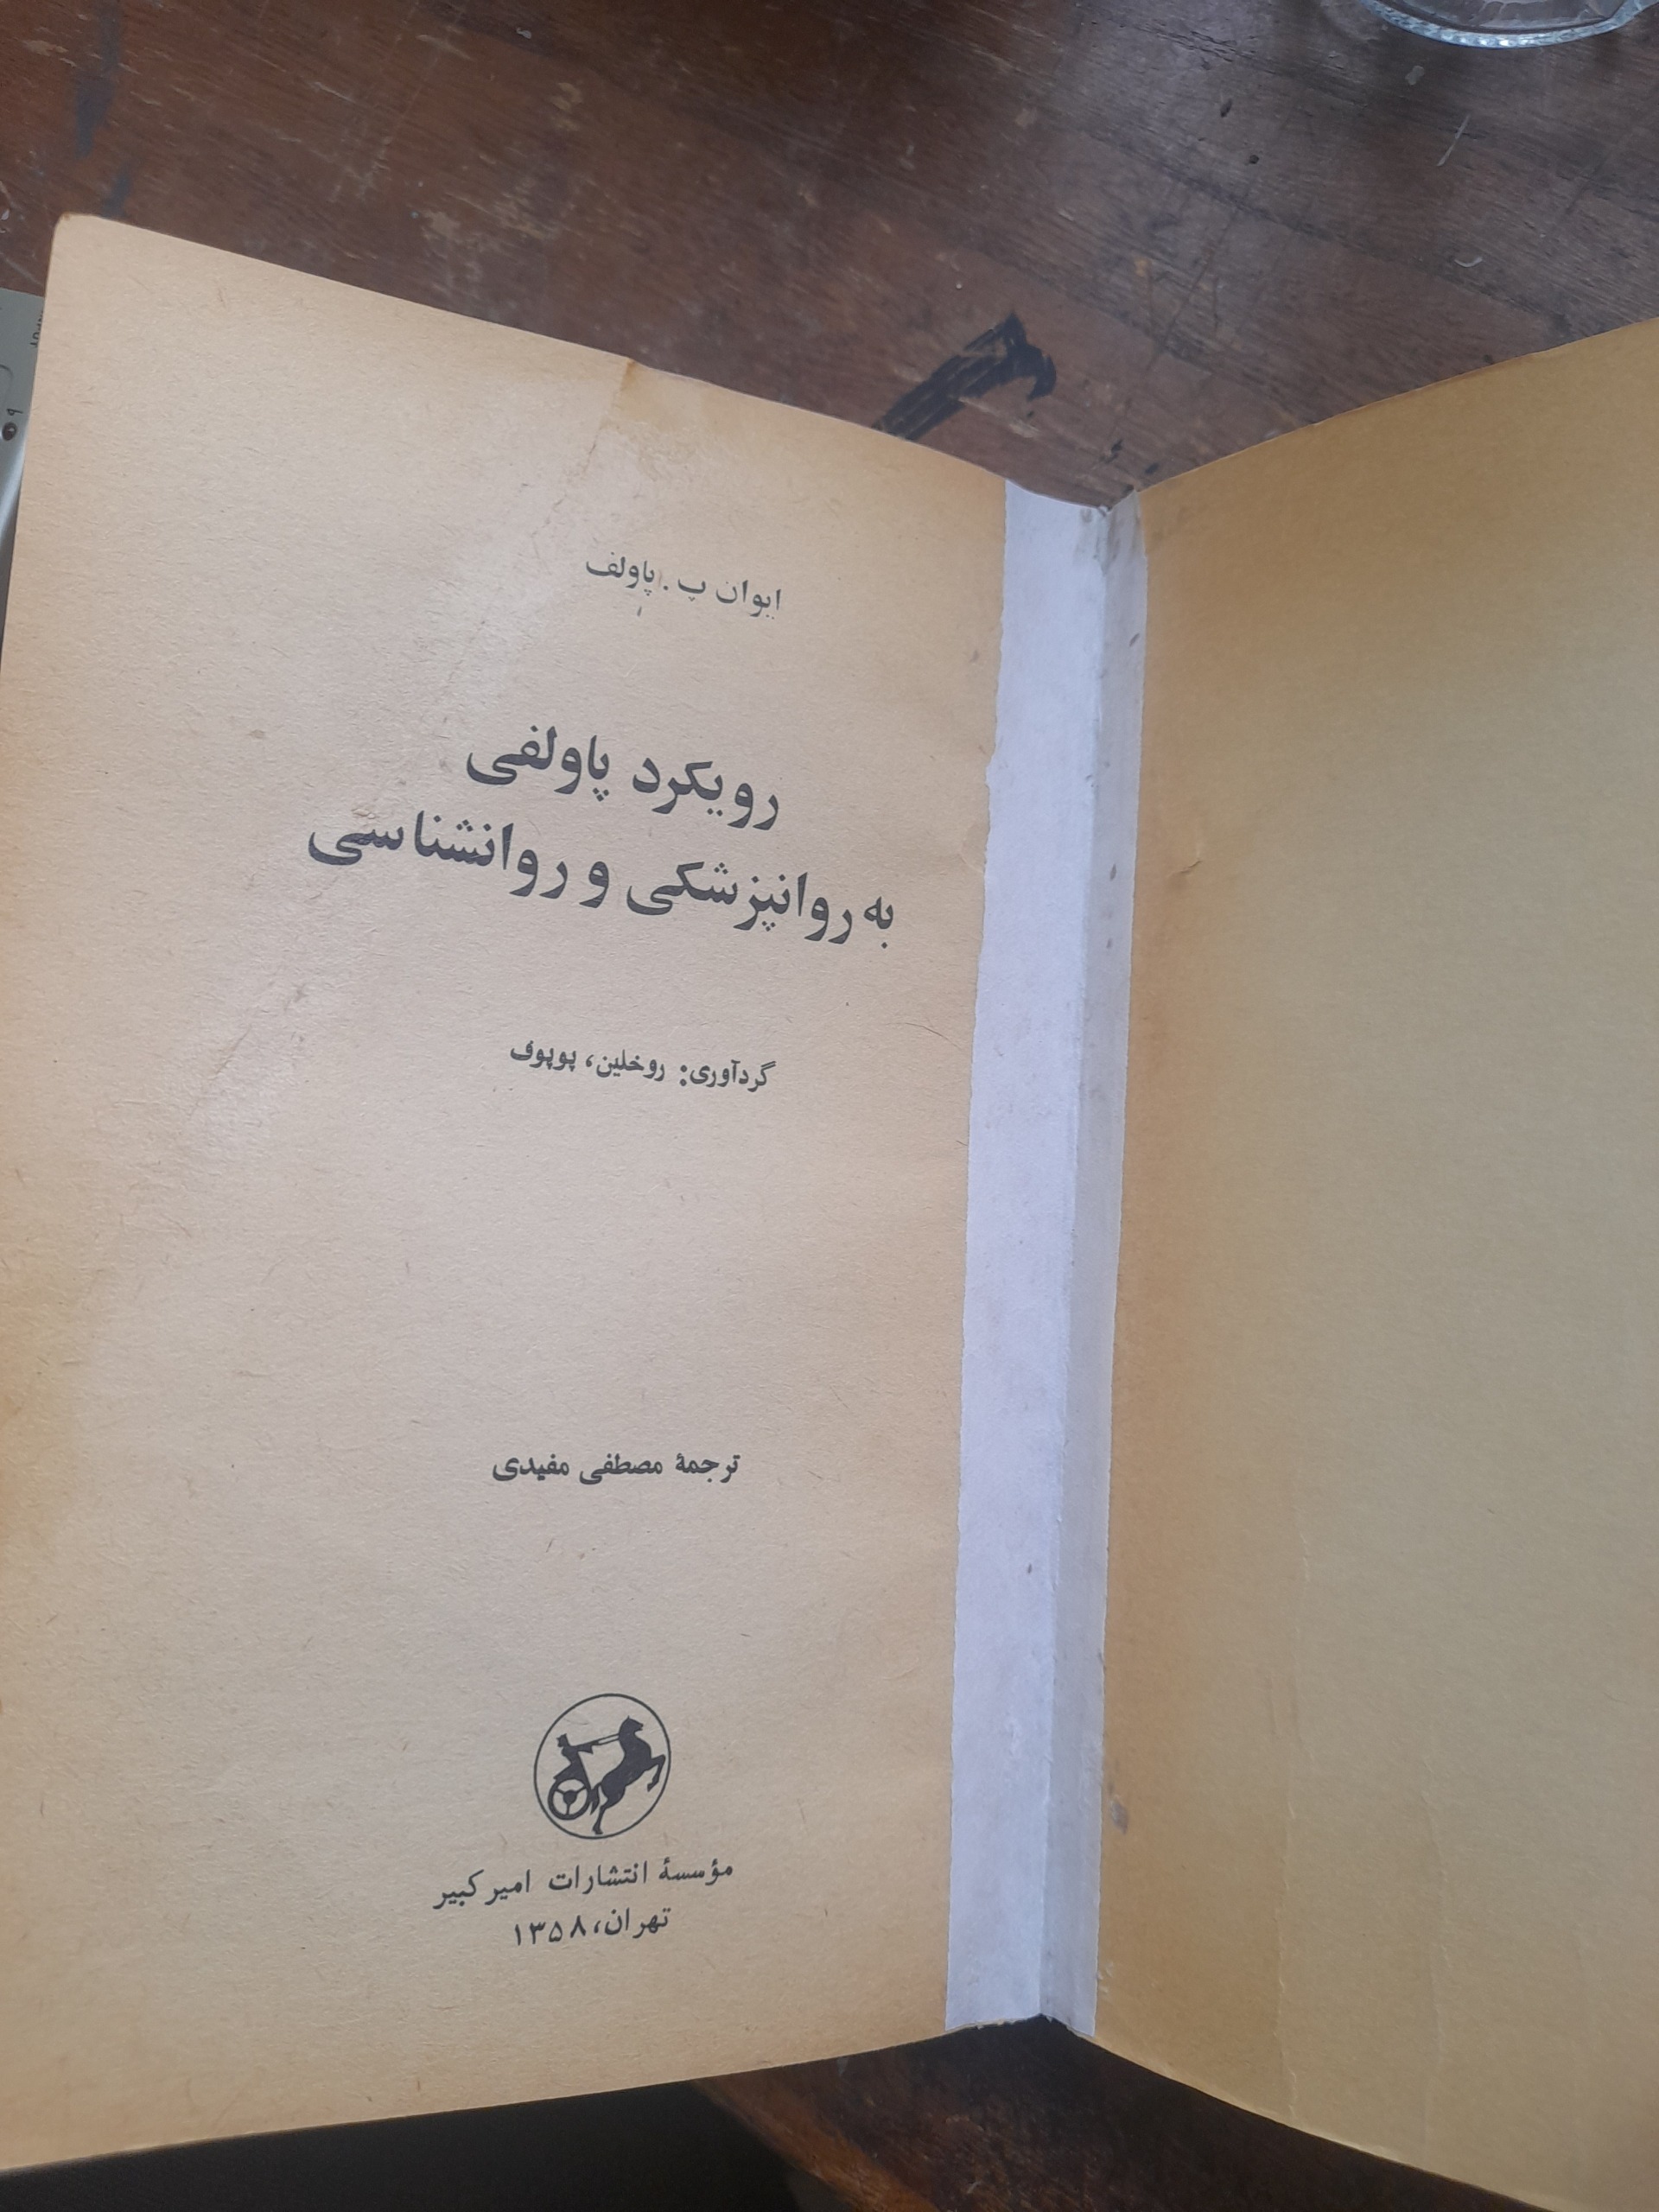 ایوان پ. پاولف
رویکرد پاولفی
به روانپزشکی و روانشناسی
گردآوری: روخلین، پوپوف
ترجمهٔ مصطفی مفیدی
مؤسسهٔ انتشارات امیرکبیر
تهران، ۱۳۵۸